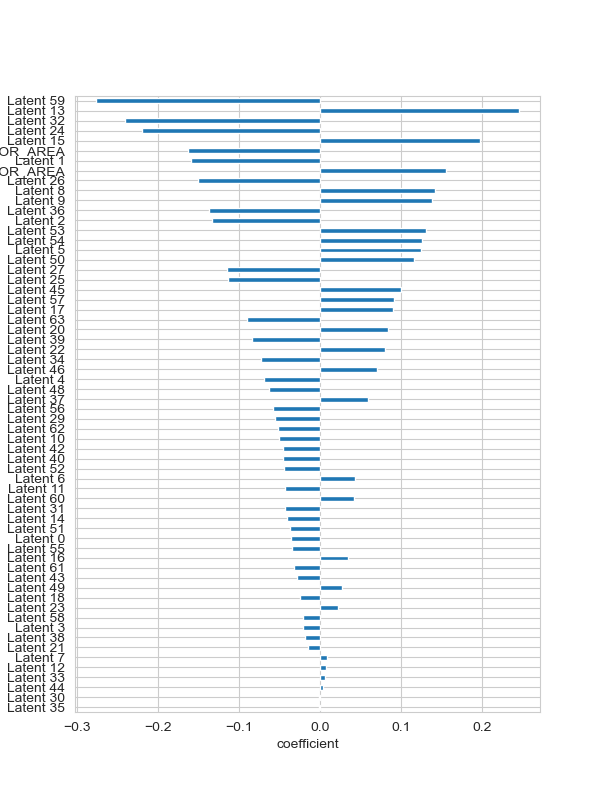 Latent 59
Latent 13
Latent 32
Latent 24
Latent 15
OR_AREA
Latent 1
OR_AREA
Latent 26
Latent 8
Latent 9
Latent 36
Latent 2
Latent 53
Latent 54
Latent 5
Latent 50
Latent 27
Latent 25
Latent 45
Latent 57
Latent 17
Latent 63
Latent 20
Latent 39
Latent 22
Latent 34
Latent 46
Latent 4
Latent 48
Latent 37
Latent 56
Latent 29
Latent 62
Latent 10
Latent 42
Latent 40
Latent 52
Latent 6
Latent 11
Latent 60
Latent 31
Latent 14
Latent 51
Latent 0
Latent 55
Latent 16
Latent 61
Latent 43
Latent 49
Latent 18
Latent 23
Latent 58
Latent 3
Latent 38
Latent 21
Latent 7
Latent 12
Latent 33
Latent 44
Latent 30
Latent 35
−0.3 −0.2 −0.1 0.0 0.1 0.2
coefficient